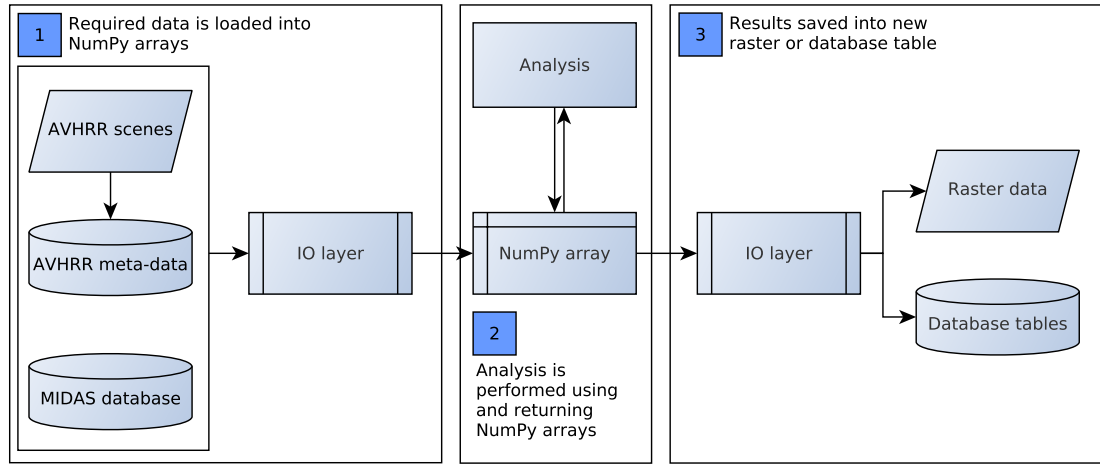 1
Required data is loaded into
NumPy arrays
AVHRR scenes
AVHRR meta-data
MIDAS database
IO layer
Analysis
NumPy array
2
Analysis is
performed using
and returning
NumPy arrays
3
Results saved into new
raster or database table
IO layer
Raster data
Database tables